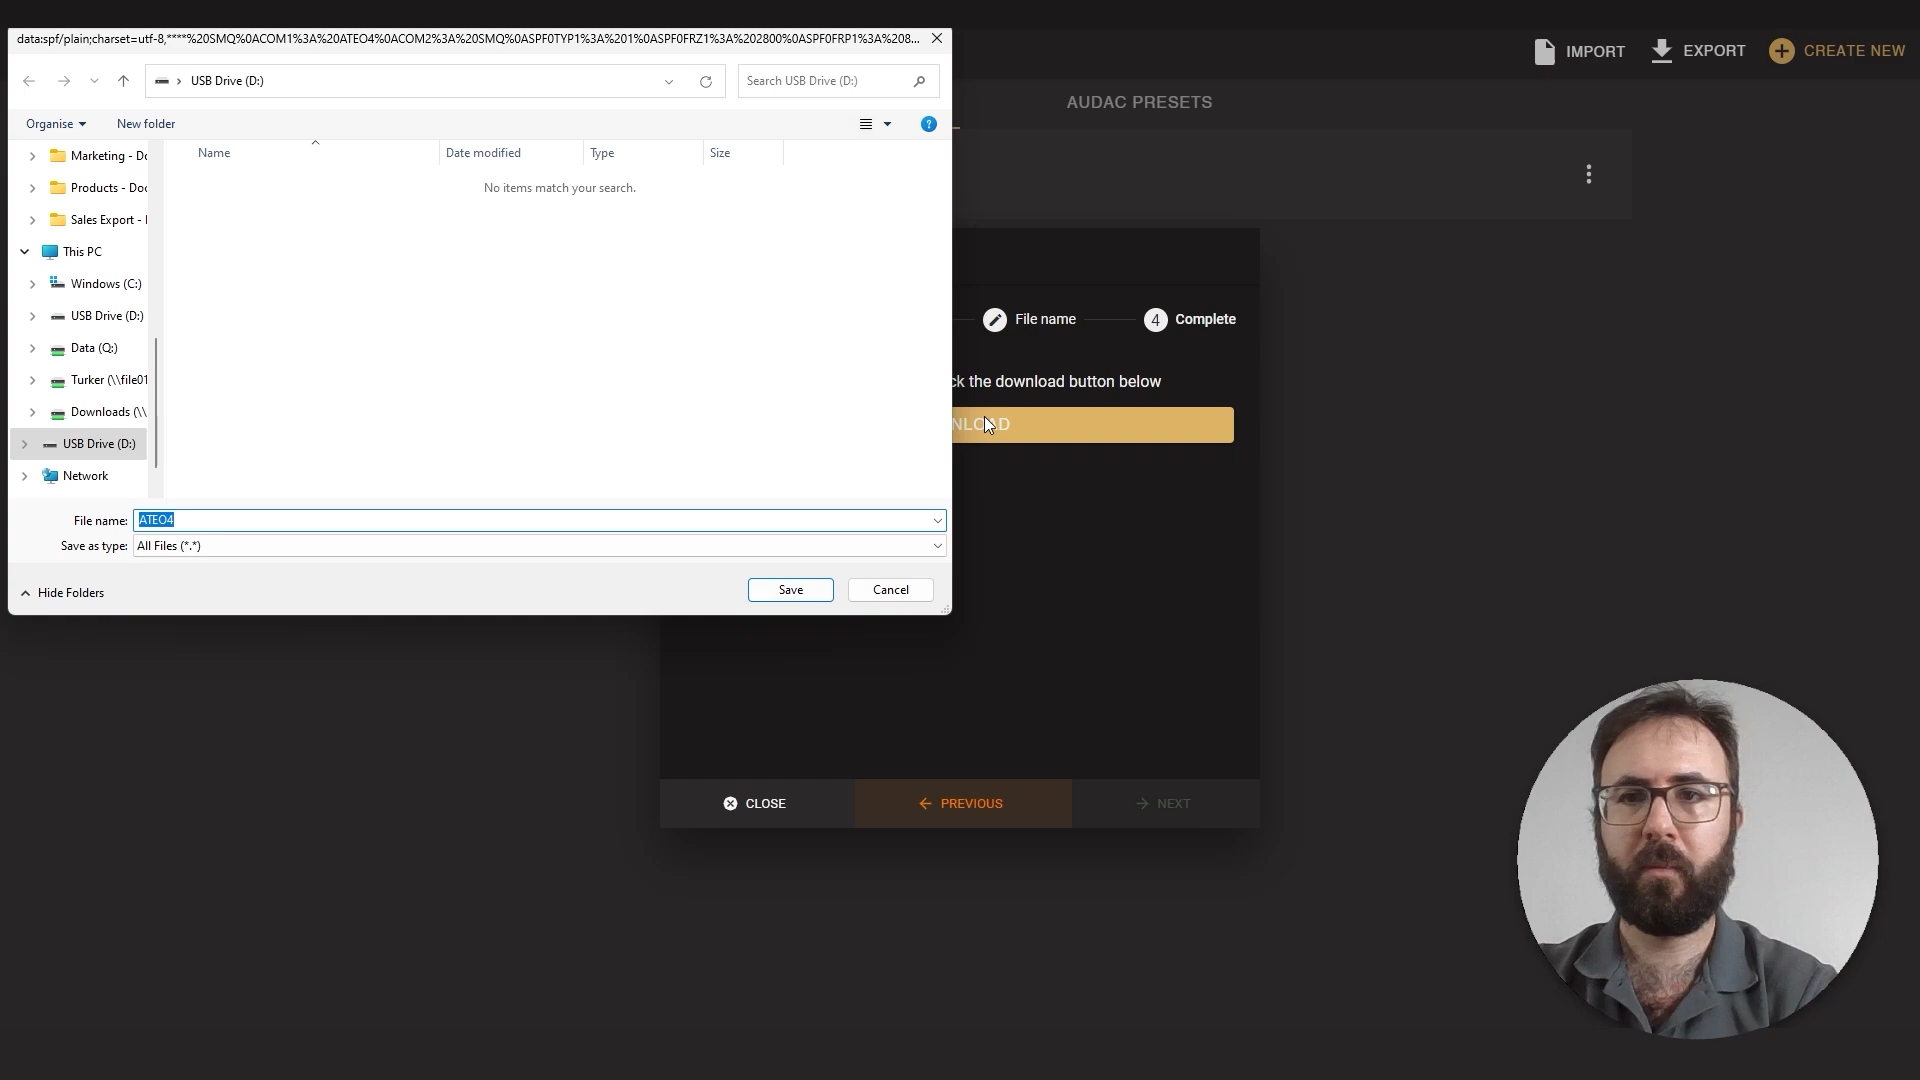 data:spf/plain;charset=utf-8,****%20SMQ%0ACOM1%3A%20ATEO4%0ACOM2%3A%20SMQ%0ASPF0TYP1%3A%201%0ASPF0FRZ1%3A%202800%0ASPF0FRP1%3A%208...
IMPORT
EXPORT
CREATE NEW
USB Drive (D:)
Search USB Drive (D:)
AUDAC PRESETS
Organise
New folder
?
Name
Date modified
Type
Size
Marketing - Do
Products - Doc
Sales Export -
This PC
Windows (C:)
USB Drive (D:)
Data (Q:)
Turker (\\file01
Downloads (\\
USB Drive (D:)
Network
No items match your search.
File name
4
Complete
ck the download button below
NLOAD
File name:
ATEO4
Save as type:
All Files (*.*)
Hide Folders
Save
Cancel
CLOSE
PREVIOUS
NEXT